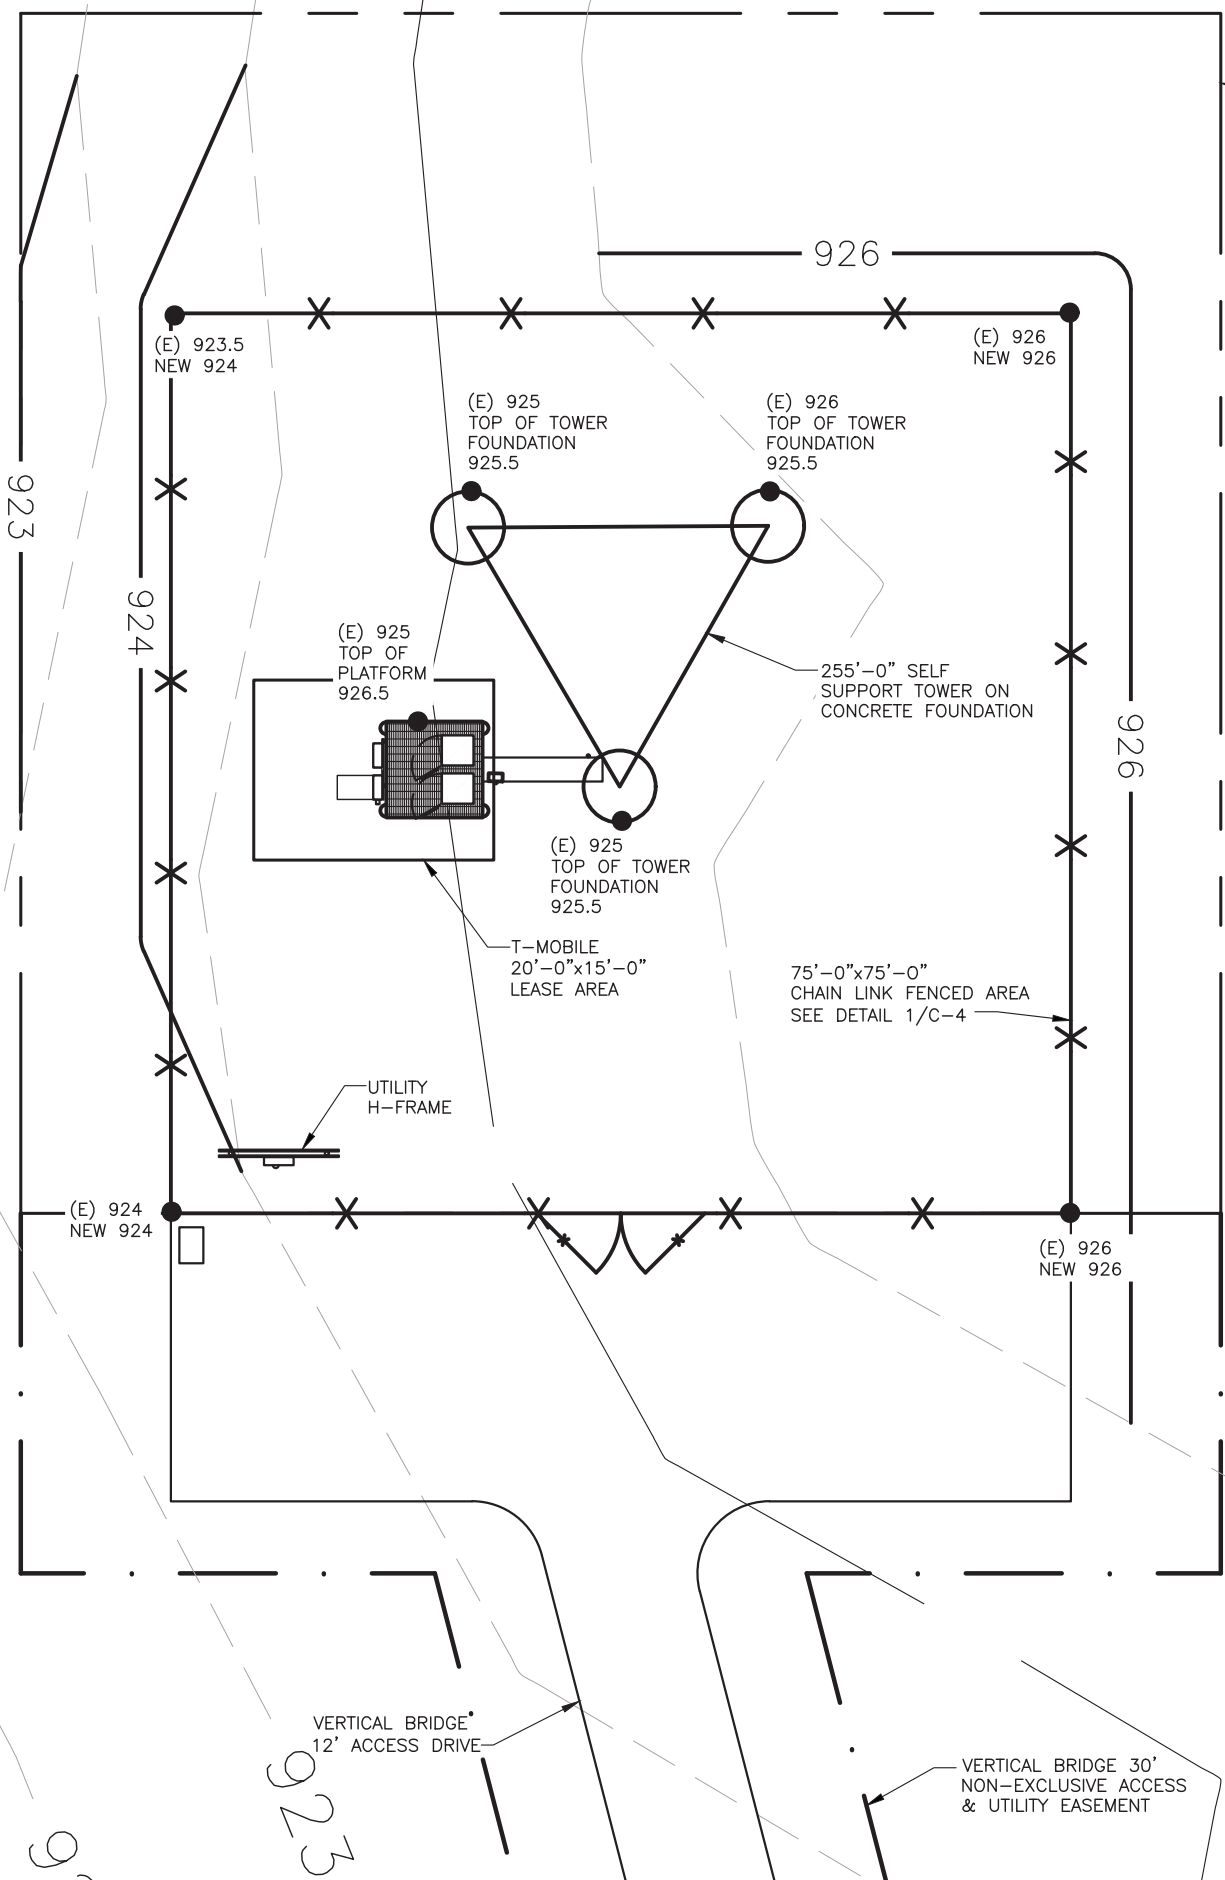 926
(E) 923.5
NEW 924
(E) 926
NEW 926
(E) 925
TOP OF TOWER
FOUNDATION
925.5
(E) 926
TOP OF TOWER
FOUNDATION
925.5
923
924
(E) 925
TOP OF
PLATFORM
926.5
255'-0" SELF
SUPPORT TOWER ON
CONCRETE FOUNDATION
926
(E) 925
TOP OF TOWER
FOUNDATION
925.5
T-MOBILE
20'-0"x15'-0"
LEASE AREA
75'-0"x75'-0"
CHAIN LINK FENCED AREA
SEE DETAIL 1/C-4
UTILITY
H-FRAME
(E) 924
NEW 924
(E) 926
NEW 926
VERTICAL BRIDGE
12' ACCESS DRIVE
VERTICAL BRIDGE 30'
NON-EXCLUSIVE ACCESS
& UTILITY EASEMENT
923